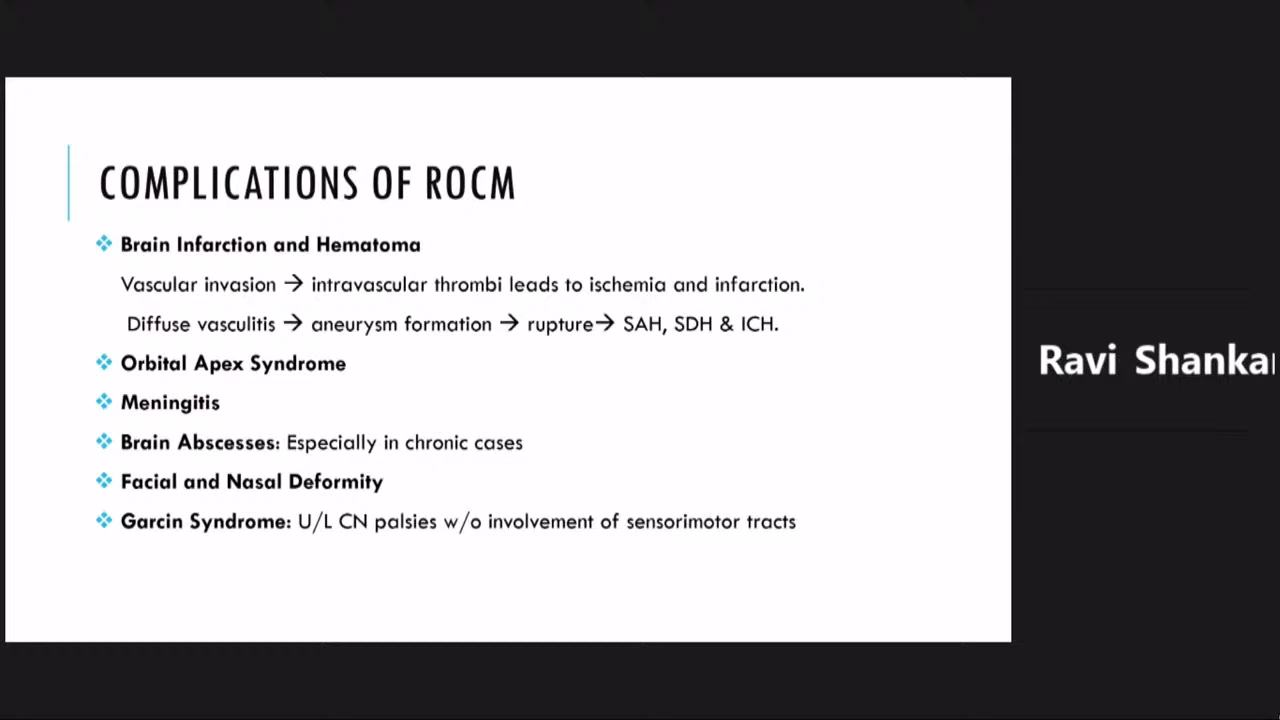 COMPLICATIONS OF ROCM
Brain Infarction and Hematoma
Vascular invasion → intravascular thrombi leads to ischemia and infarction.
Diffuse vasculitis → aneurysm formation → rupture→ SAH, SDH & ICH.
Orbital Apex Syndrome
Meningitis
Brain Abscesses: Especially in chronic cases
Facial and Nasal Deformity
Garcin Syndrome: U/L CN palsies w/o involvement of sensorimotor tracts
Ravi Shankar